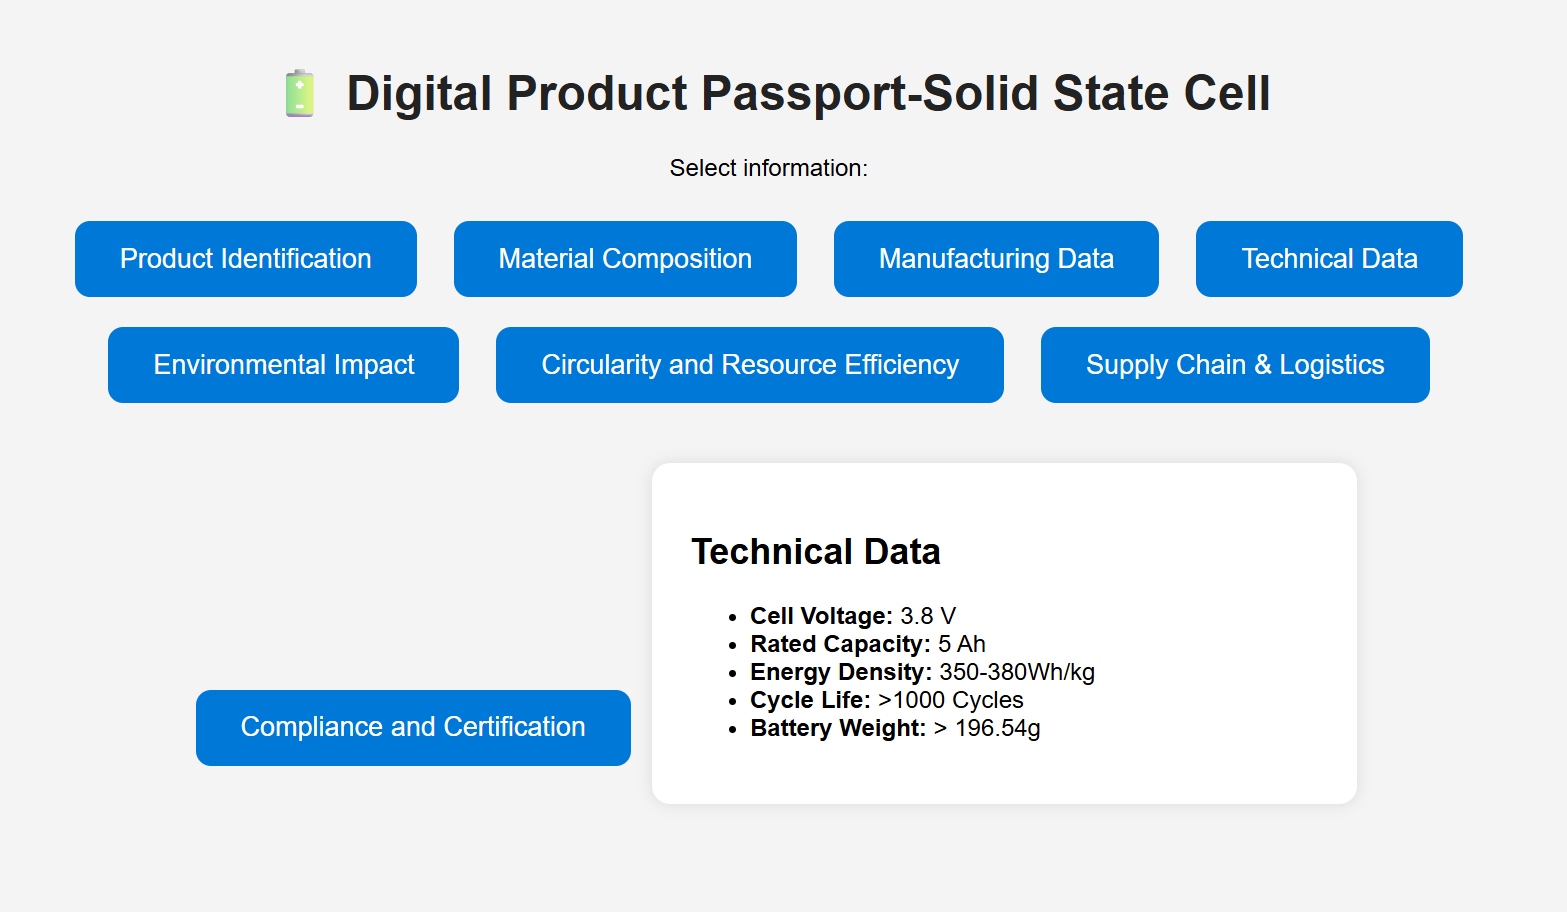 Digital Product Passport-Solid State Cell
Select information:
Product Identification
Material Composition
Manufacturing Data
Technical Data
Environmental Impact
Circularity and Resource Efficiency
Supply Chain & Logistics
Compliance and Certification
Technical Data
• Cell Voltage: 3.8 V
• Rated Capacity: 5 Ah
• Energy Density: 350-380Wh/kg
• Cycle Life: >1000 Cycles
• Battery Weight: > 196.54g